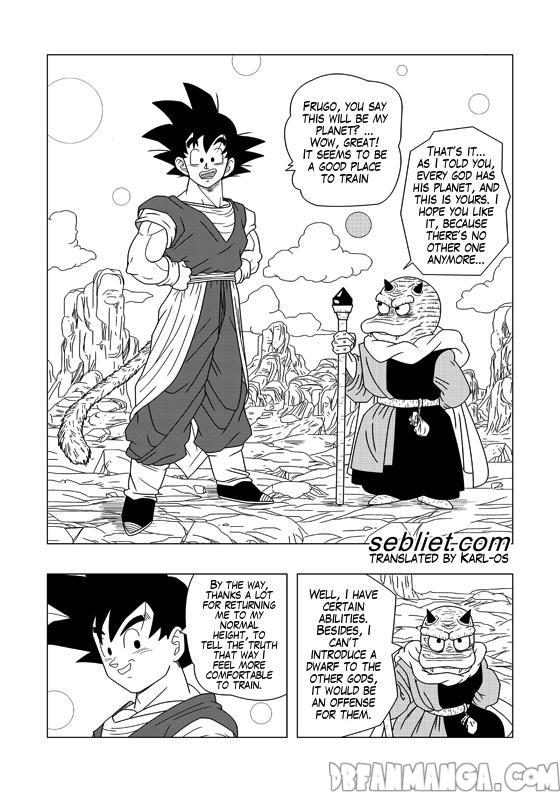 FRUGO, YOU SAY
THIS WILL BE MY
PLANET? ...
WOW, GREAT!
IT SEEMS TO BE
A GOOD PLACE
TO TRAIN
THAT'S IT...
AS I TOLD YOU,
EVERY GOD HAS
HIS PLANET, AND
THIS IS YOURS. I
HOPE YOU LIKE
IT, BECAUSE
THERE'S NO
OTHER ONE
ANYMORE...
sebliet.com
TRANSLATED BY KARL-OS
BY THE WAY,
THANKS A LOT
FOR RETURNING
ME TO MY
NORMAL
HEIGHT, TO
TELL THE TRUTH
THAT WAY I
FEEL MORE
COMFORTABLE
TO TRAIN.
WELL, I HAVE
CERTAIN
ABILITIES.
BESIDES, I
CAN'T
INTRODUCE A
DWARF TO THE
OTHER GODS,
IT WOULD BE
AN OFFENSE
FOR THEM.
DBFANMANGA.COM